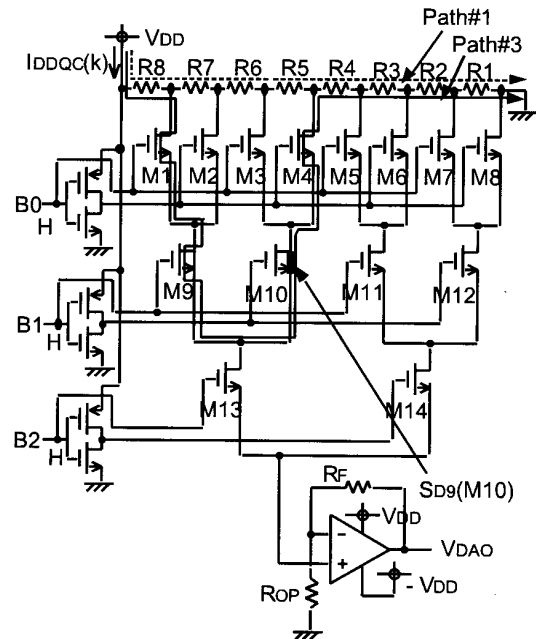 Path#1
VDD
Path#3
IDDQC(k)
R8 R7 R6 R5 R4 R3 R2 R1
M1 M2 M3 M4 M5 M6 M7 M8
B0
H
M9 M10 M11 M12
B1
H
M13 M14
B2
H
RF
SD9(M10)
VDD
-
+
VDAO
ROP
- VDD